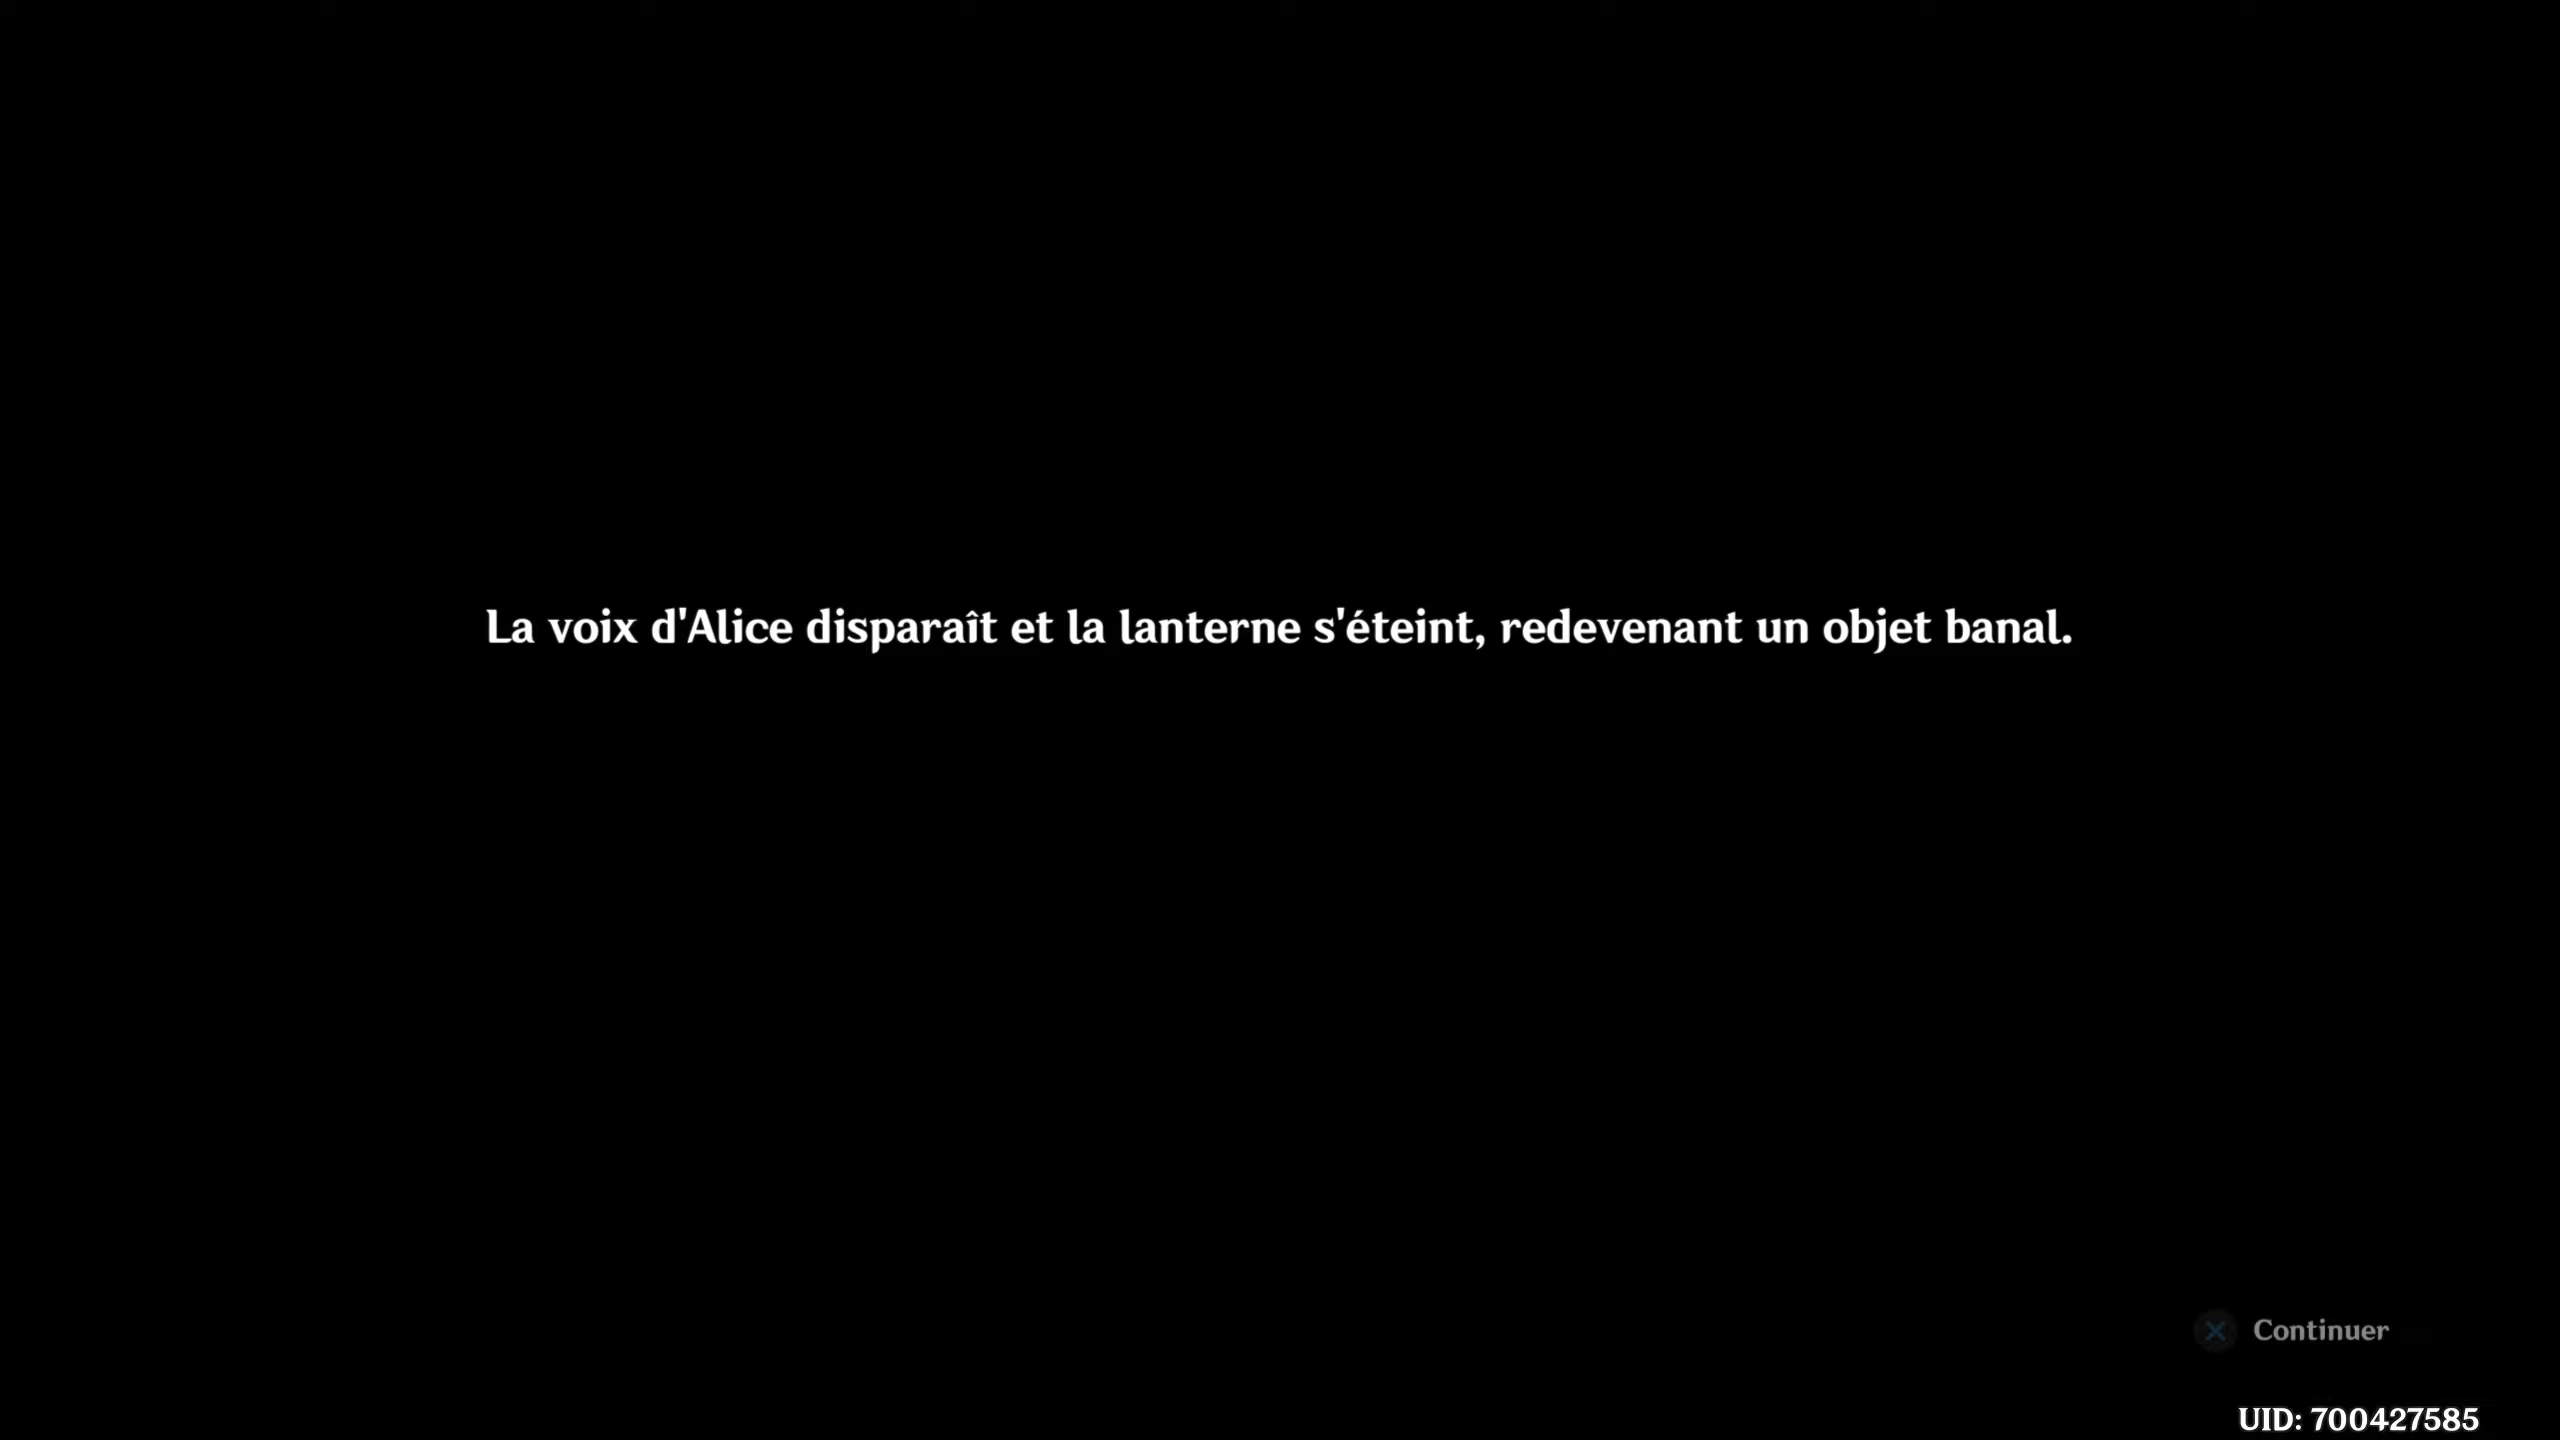 La voix d'Alice disparaît et la lanterne s'éteint, redevenant un objet banal.
Continuer
UID: 700427585